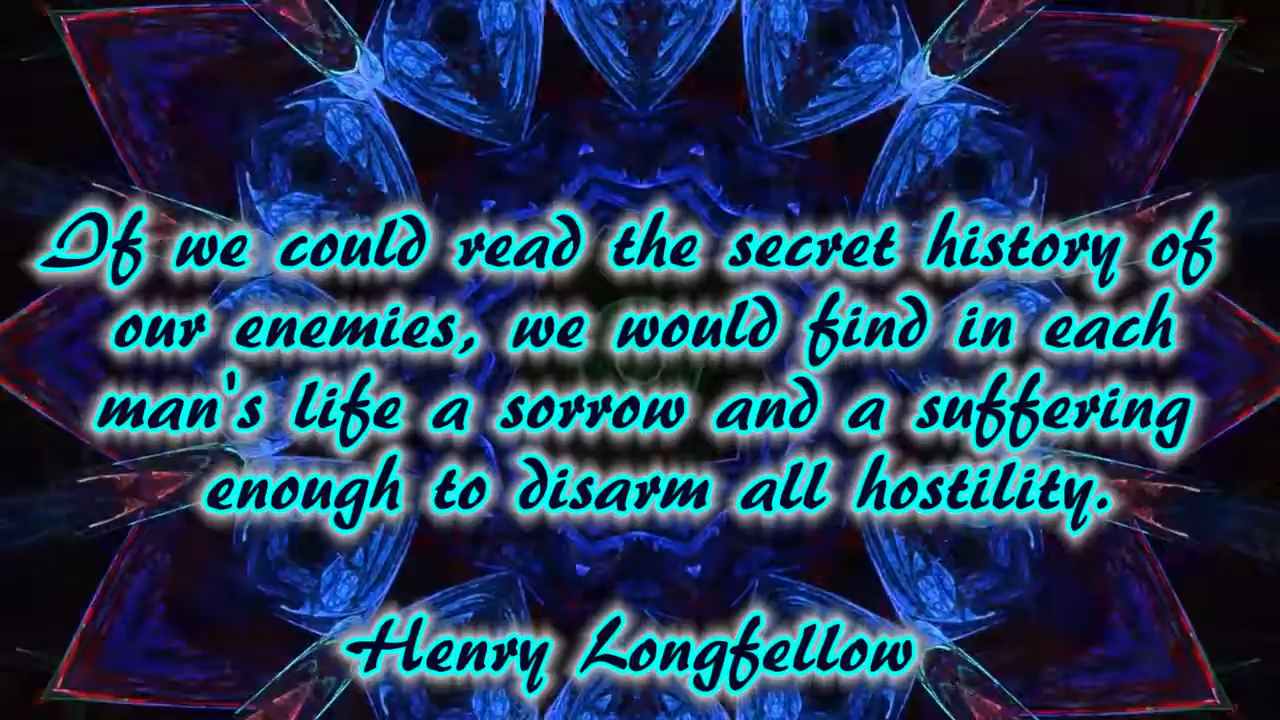 If we could read the secret history of
our enemies, we would find in each
man's life a sorrow and a suffering
enough to disarm all hostility.
Henry Longfellow